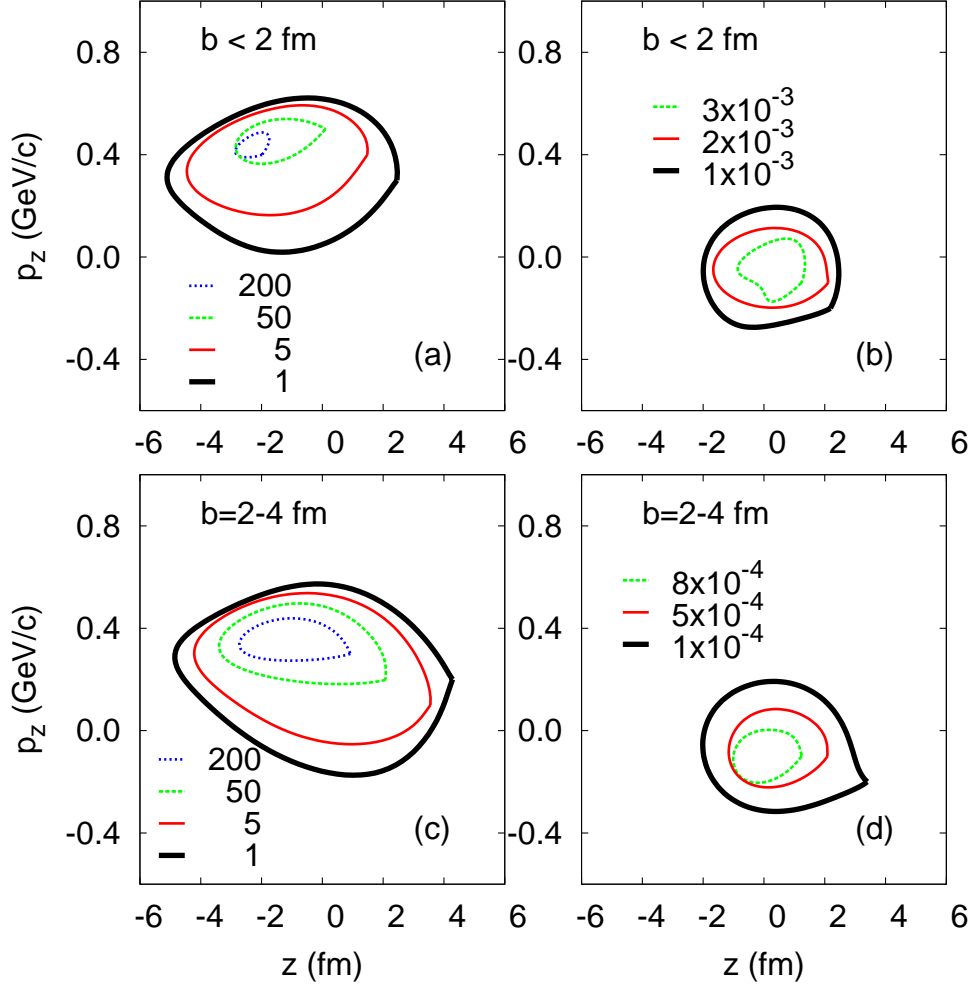 b < 2 fm
0.8
0.4
0.0
-0.4
p_z (GeV/c)
200
50
5
1
(a)
-6 -4 -2 0 2 4 6
b < 2 fm
0.8
0.4
0.0
-0.4
3x10^-3
2x10^-3
1x10^-3
(b)
-6 -4 -2 0 2 4 6
b=2-4 fm
0.8
0.4
0.0
-0.4
p_z (GeV/c)
200
50
5
1
(c)
-6 -4 -2 0 2 4 6
z (fm)
b=2-4 fm
0.8
0.4
0.0
-0.4
8x10^-4
5x10^-4
1x10^-4
(d)
-6 -4 -2 0 2 4 6
z (fm)